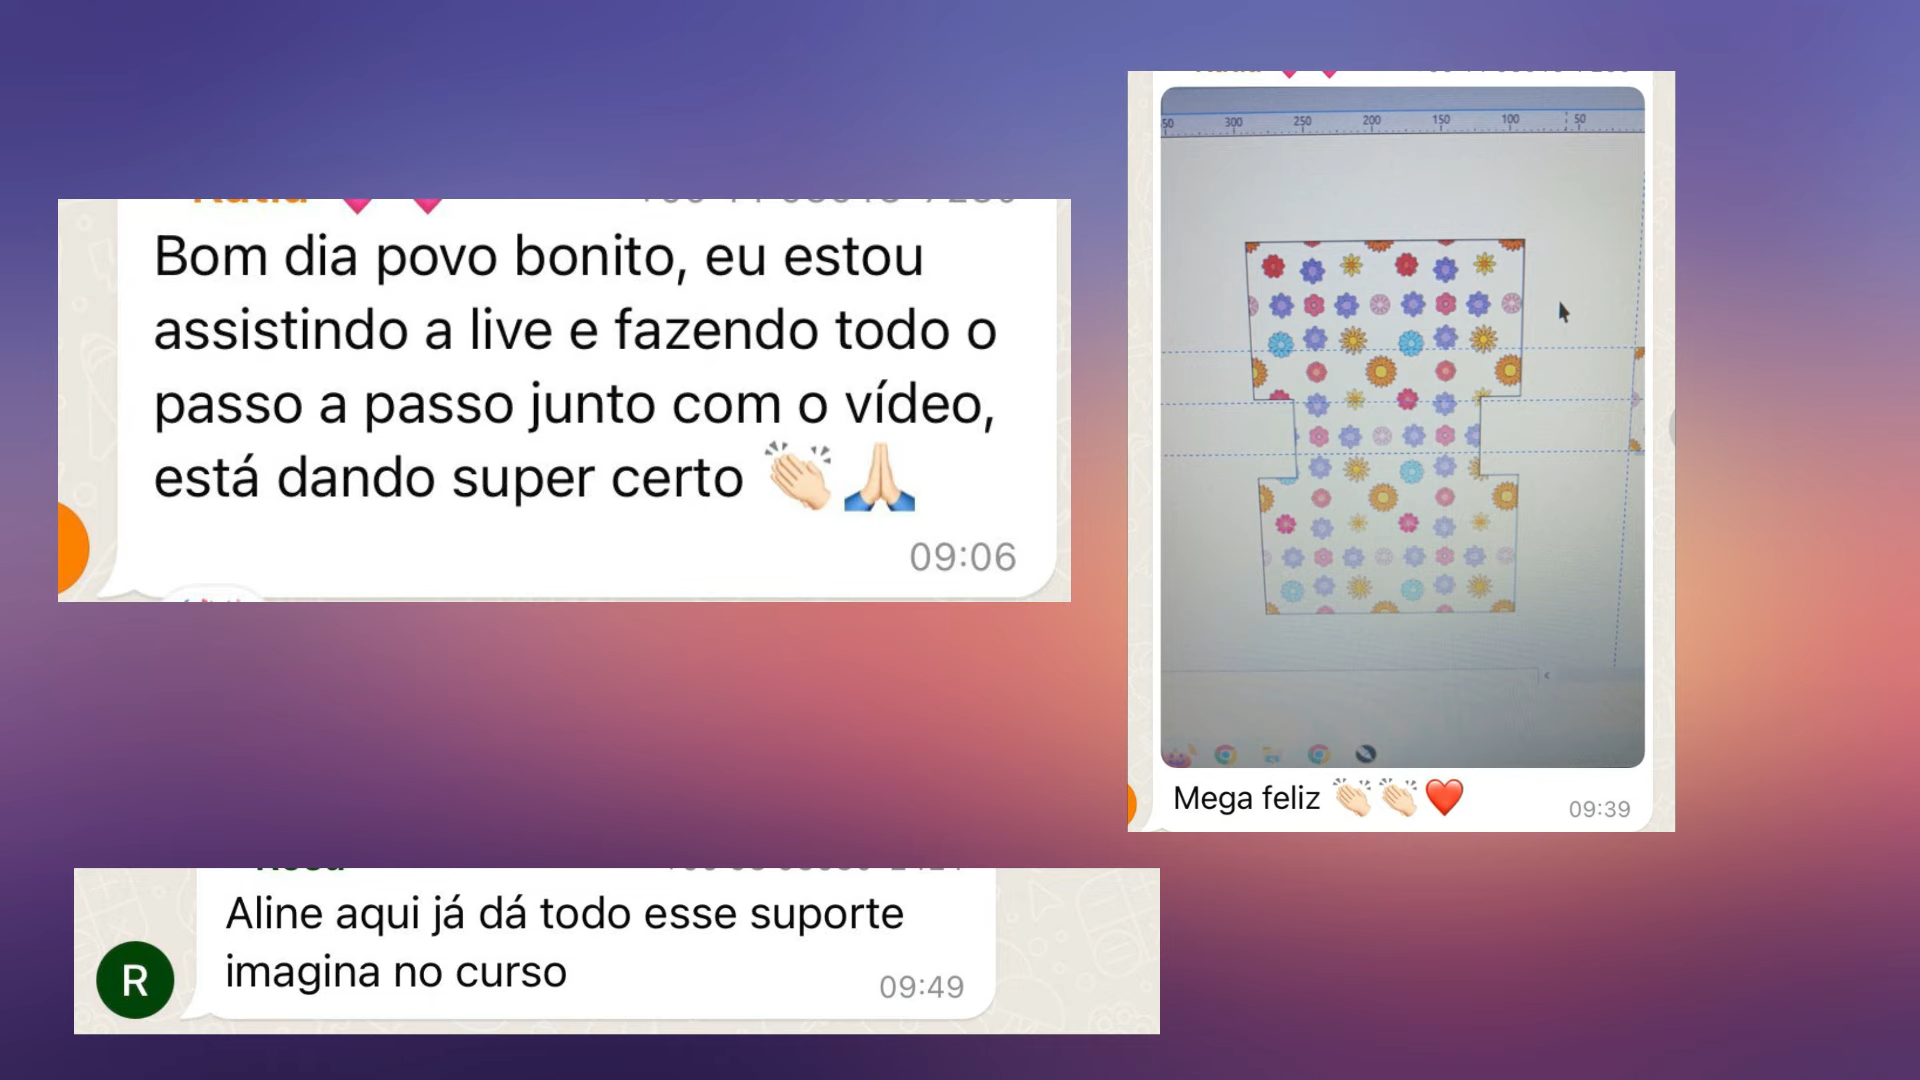 Bom dia povo bonito, eu estou
assistindo a live e fazendo todo o
passo a passo junto com o vídeo,
está dando super certo 👏🏻🙏🏻
09:06
50 300 250 200 150 100 50
Mega feliz 👏🏻👏🏻❤️
09:39
R
Aline aqui já dá todo esse suporte
imagina no curso
09:49